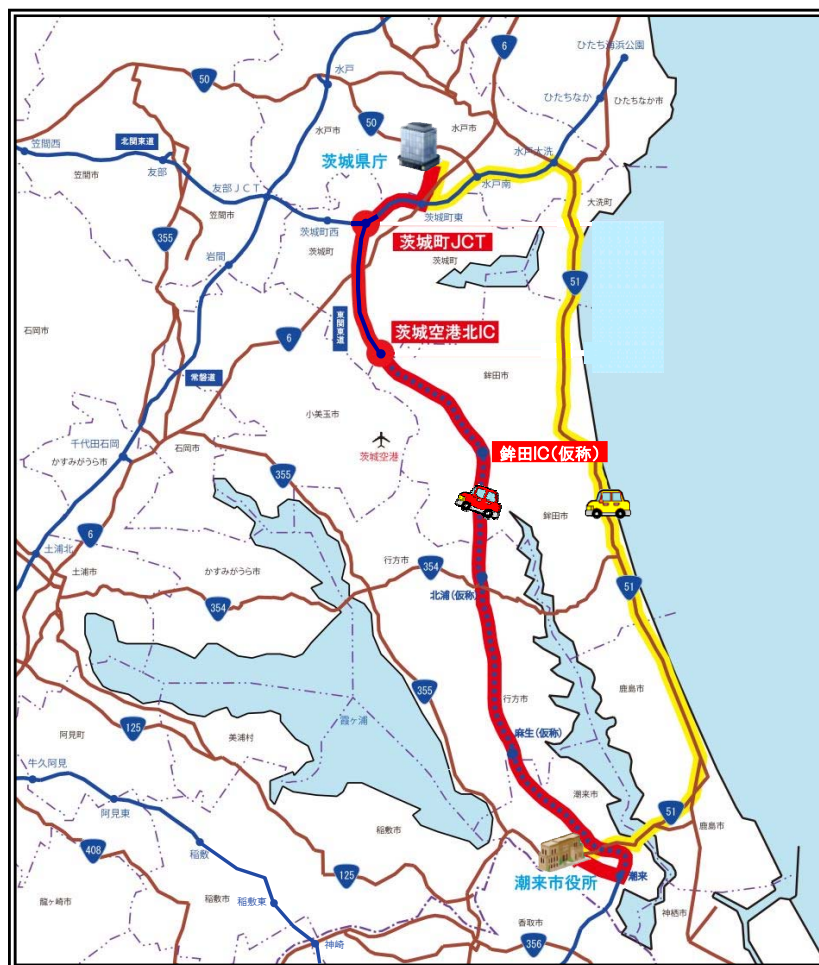 ひたち海浜公園
6
水戸
50
ひたちなか
ひたちなか市
北関東道
50
水戸市
水戸市
笠間西
茨城県庁
水戸大洗
友部
笠間市
水戸南
友部JCT
大洗町
笠間市
茨城町東
茨城町西
355
茨城町JCT
茨城町
茨城町
岩間
51
東関東道
石岡市
茨城空港北IC
6
常磐道
鉾田市
小美玉市
千代田石岡
石岡市
茨城空港
鉾田IC(仮称)
かすみがうら市
355
鉾田市
6
土浦北
行方市
土浦市
かすみがうら市
354
51
354
北浦(仮称)
鹿島市
355
行方市
霞ヶ浦
125
麻生(仮称)
阿見町
美浦村
牛久阿見
潮来市
阿見東
51
鹿島市
稲敷市
稲敷
408
125
潮来市役所
潮来
龍ヶ崎市
稲敷市
稲敷東
神栖市
香取市
神崎
356